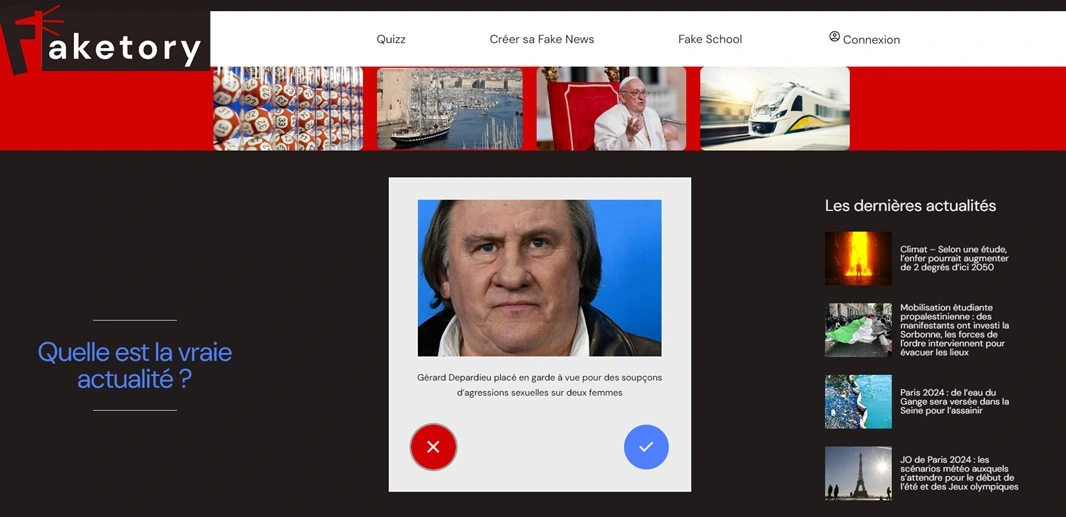 Faketory
Quizz
Créer sa Fake News
Fake School
Connexion
Quelle est la vraie
actualité ?
Gérard Depardieu placé en garde à vue pour des soupçons
d'agressions sexuelles sur deux femmes
Les dernières actualités
Climat – Selon une étude,
l'enfer pourrait augmenter
de 2 degrés d'ici 2050
Mobilisation étudiante
propalestinienne : des
manifestants ont investi la
Sorbonne, les forces de
l'ordre interviennent pour
évacuer les lieux
Paris 2024 : de l'eau du
Gange sera versée dans la
Seine pour l'assainir
JO de Paris 2024 : les
scénarios météo auxquels
s'attendre pour le début de
l'été et des Jeux olympiques